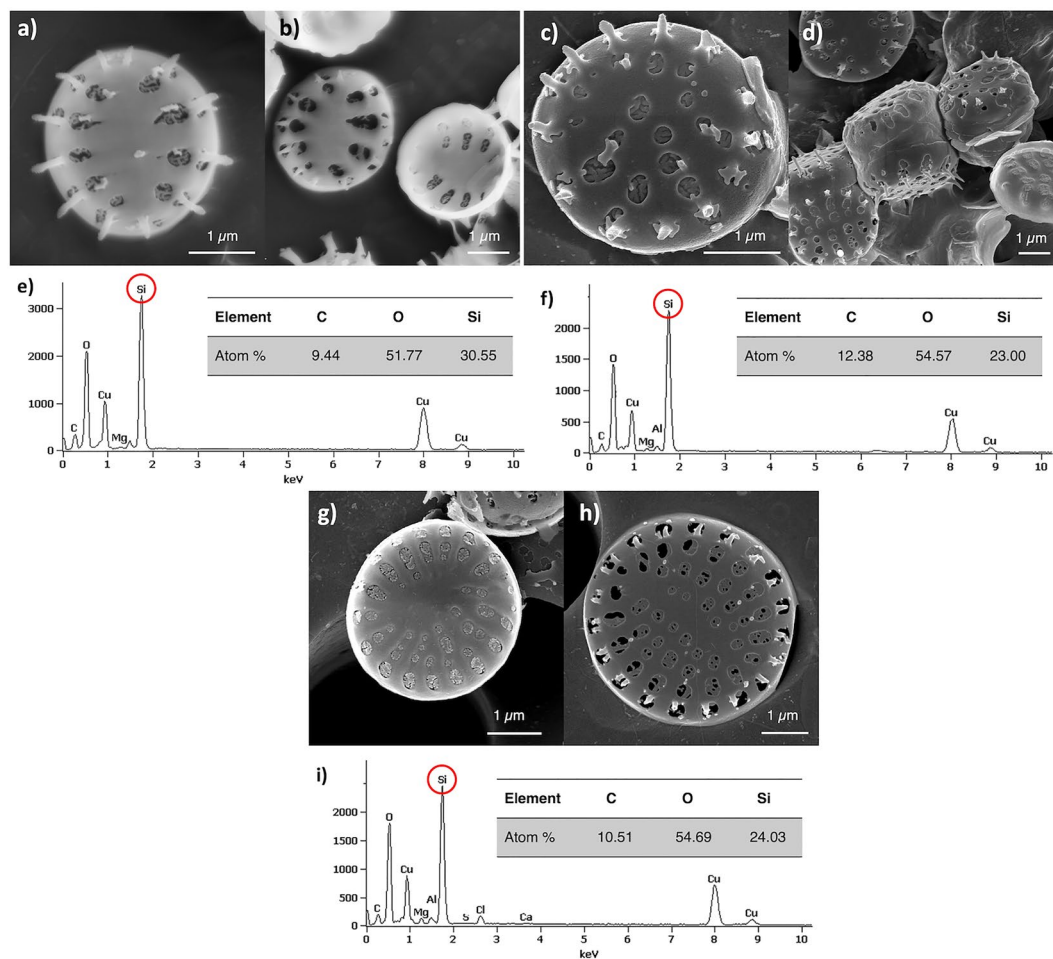 a)
b)
c)
d)
1 µm
1 µm
1 µm
1 µm
e)
Si
3000
2000
1000
O
Cu
C
Mg
Cu
Cu
0 1 2 3 4 5 6 7 8 9 10
keV
Element C O Si
Atom % 9.44 51.77 30.55
f)
Si
2000
1500
1000
500
0
O
Cu
C
Mg
Al
Cu
Cu
0 1 2 3 4 5 6 7 8 9 10
keV
Element C O Si
Atom % 12.38 54.57 23.00
g)
h)
1 µm
1 µm
i)
Si
2000
1500
1000
500
0
O
Cu
C
Mg
Al
S
Cl
Ca
Cu
Cu
0 1 2 3 4 5 6 7 8 9 10
keV
Element C O Si
Atom % 10.51 54.69 24.03